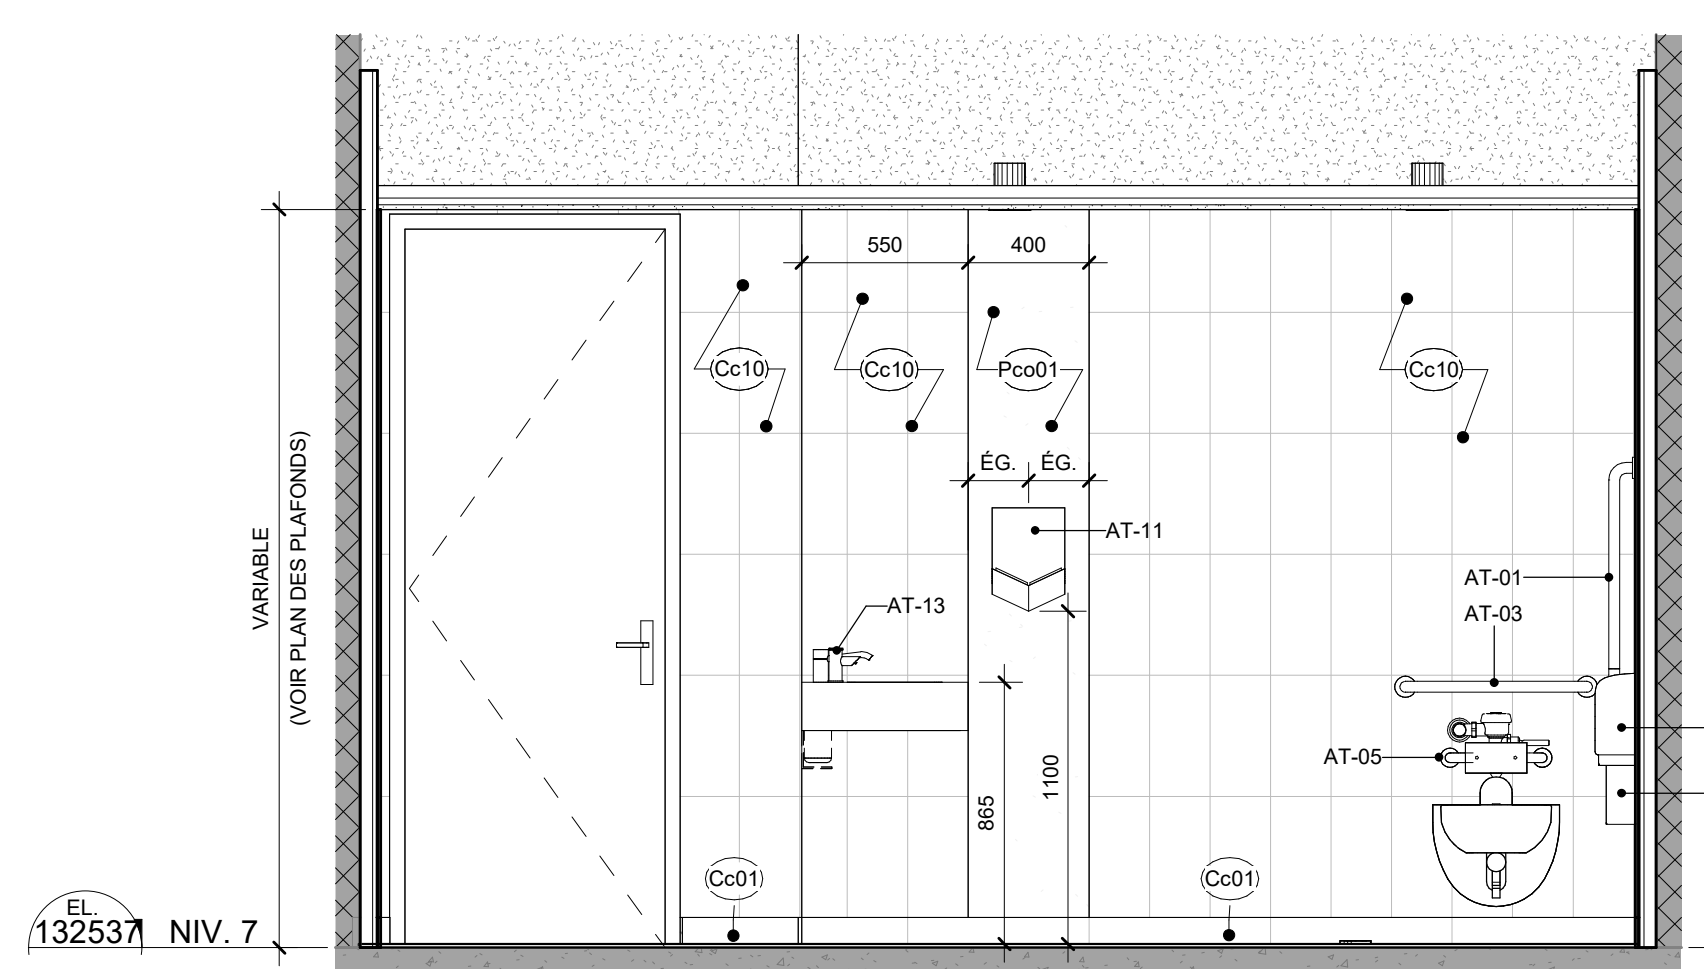 550
400
Cc10
Cc10
Pco01
Cc10
ÉG.
ÉG.
AT-11
VARIABLE
(VOIR PLAN DES PLAFONDS)
AT-01
AT-13
AT-03
AT-05
1100
865
Cc01
Cc01
EL.
132537
NIV. 7